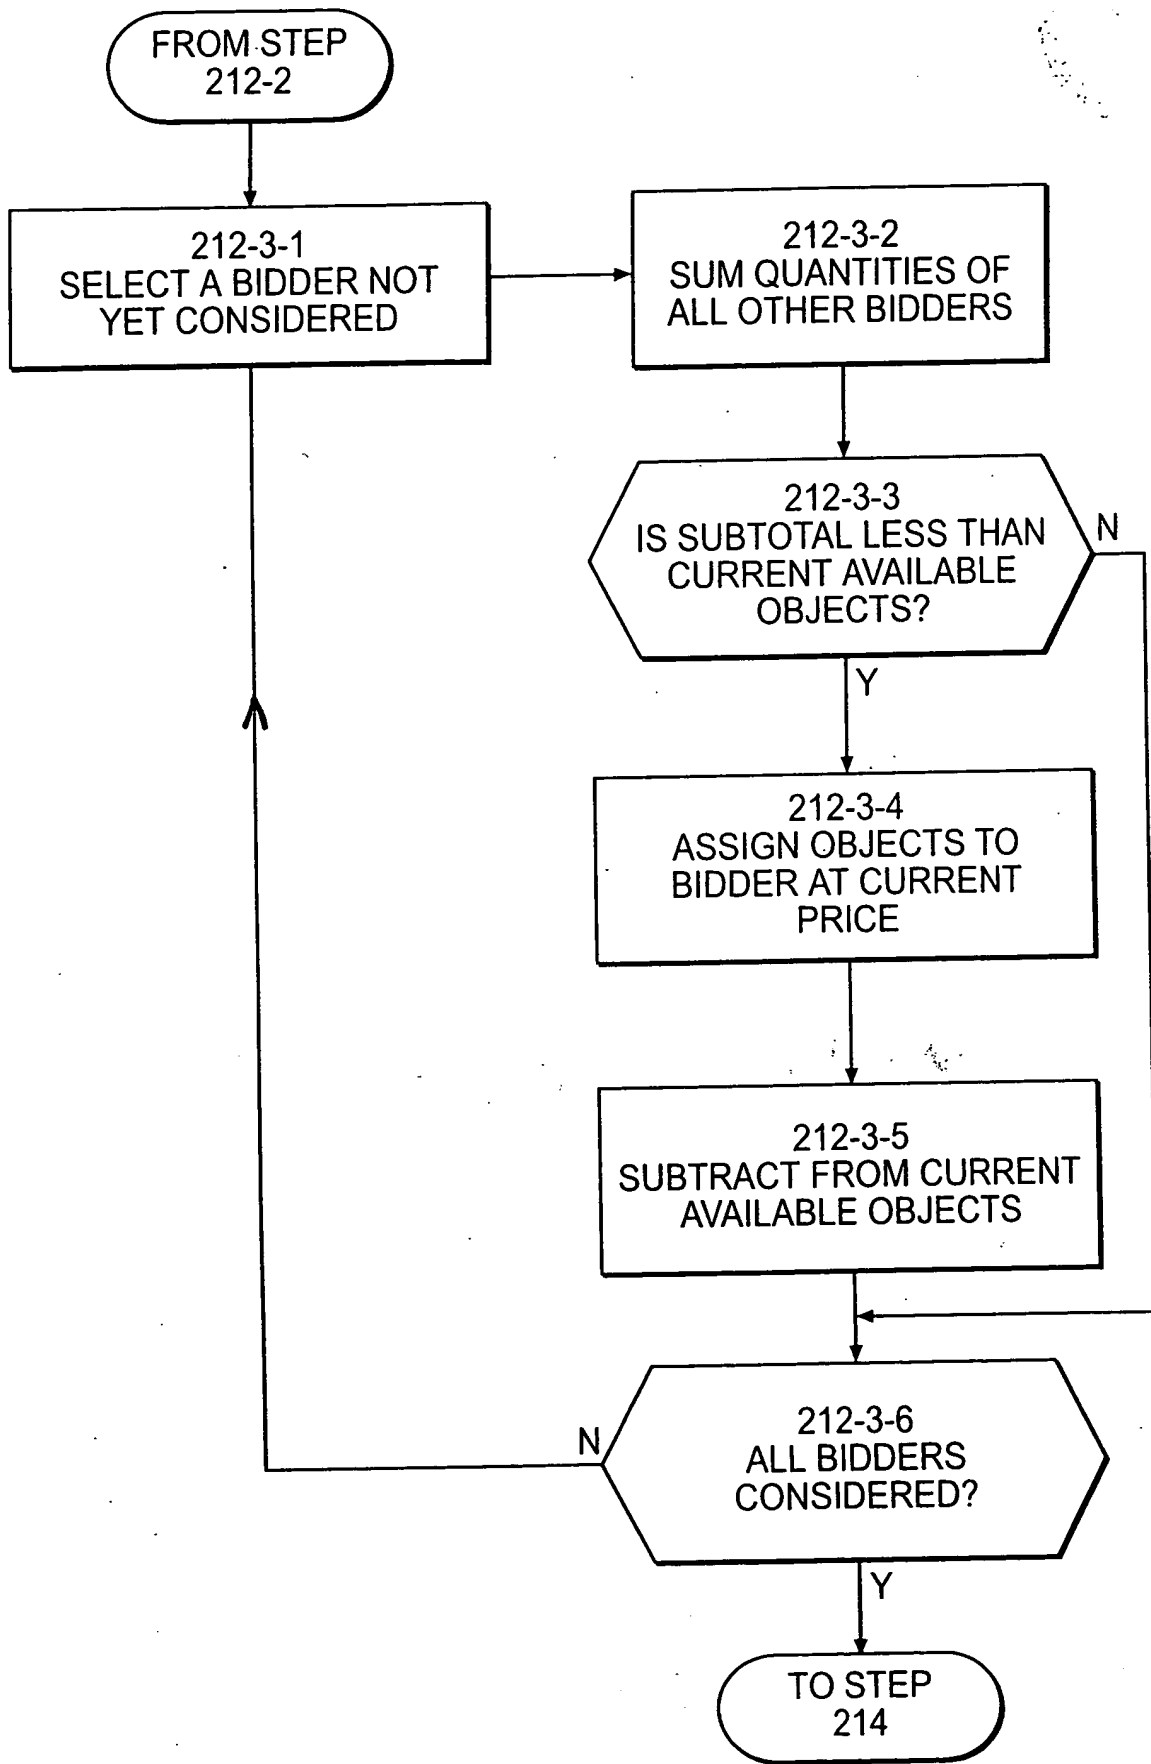 FROM STEP
212-2
212-3-1
SELECT A BIDDER NOT
YET CONSIDERED
212-3-2
SUM QUANTITIES OF
ALL OTHER BIDDERS
212-3-3
IS SUBTOTAL LESS THAN
CURRENT AVAILABLE
OBJECTS?
N
Y
212-3-4
ASSIGN OBJECTS TO
BIDDER AT CURRENT
PRICE
212-3-5
SUBTRACT FROM CURRENT
AVAILABLE OBJECTS
212-3-6
ALL BIDDERS
CONSIDERED?
N
Y
TO STEP
214